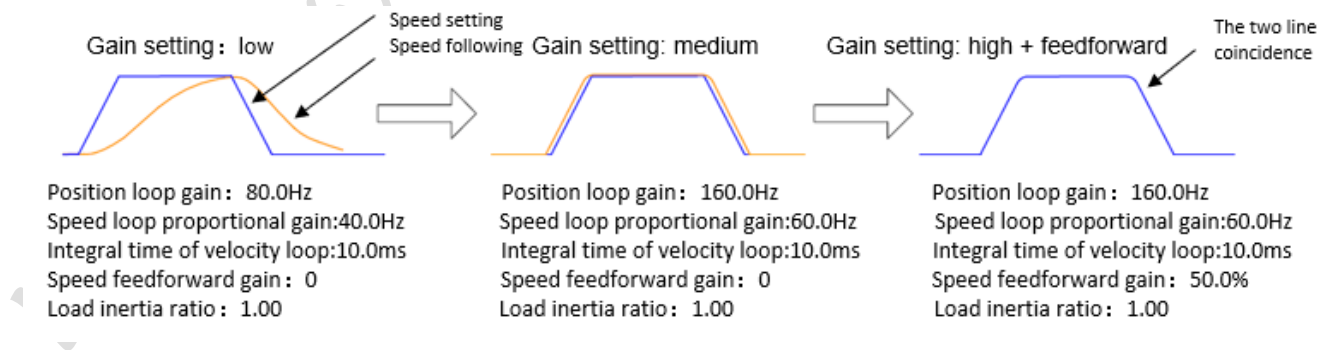 Speed setting
Speed following
Gain setting：low
Gain setting: medium
Gain setting: high + feedforward
The two line
coincidence
Position loop gain：80.0Hz
Speed loop proportional gain:40.0Hz
Integral time of velocity loop:10.0ms
Speed feedforward gain：0
Load inertia ratio：1.00
Position loop gain：160.0Hz
Speed loop proportional gain:60.0Hz
Integral time of velocity loop:10.0ms
Speed feedforward gain：0
Load inertia ratio：1.00
Position loop gain：160.0Hz
Speed loop proportional gain:60.0Hz
Integral time of velocity loop:10.0ms
Speed feedforward gain：50.0%
Load inertia ratio：1.00